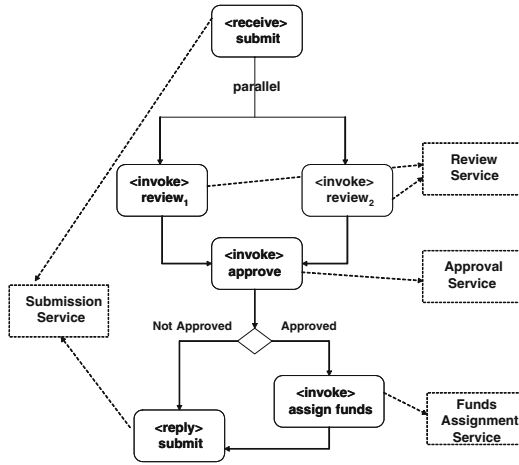 <receive>
submit
parallel
<invoke>
review1
<invoke>
review2
Review
Service
<invoke>
approve
Approval
Service
Submission
Service
Not Approved
Approved
<invoke>
assign funds
Funds
Assignment
Service
<reply>
submit